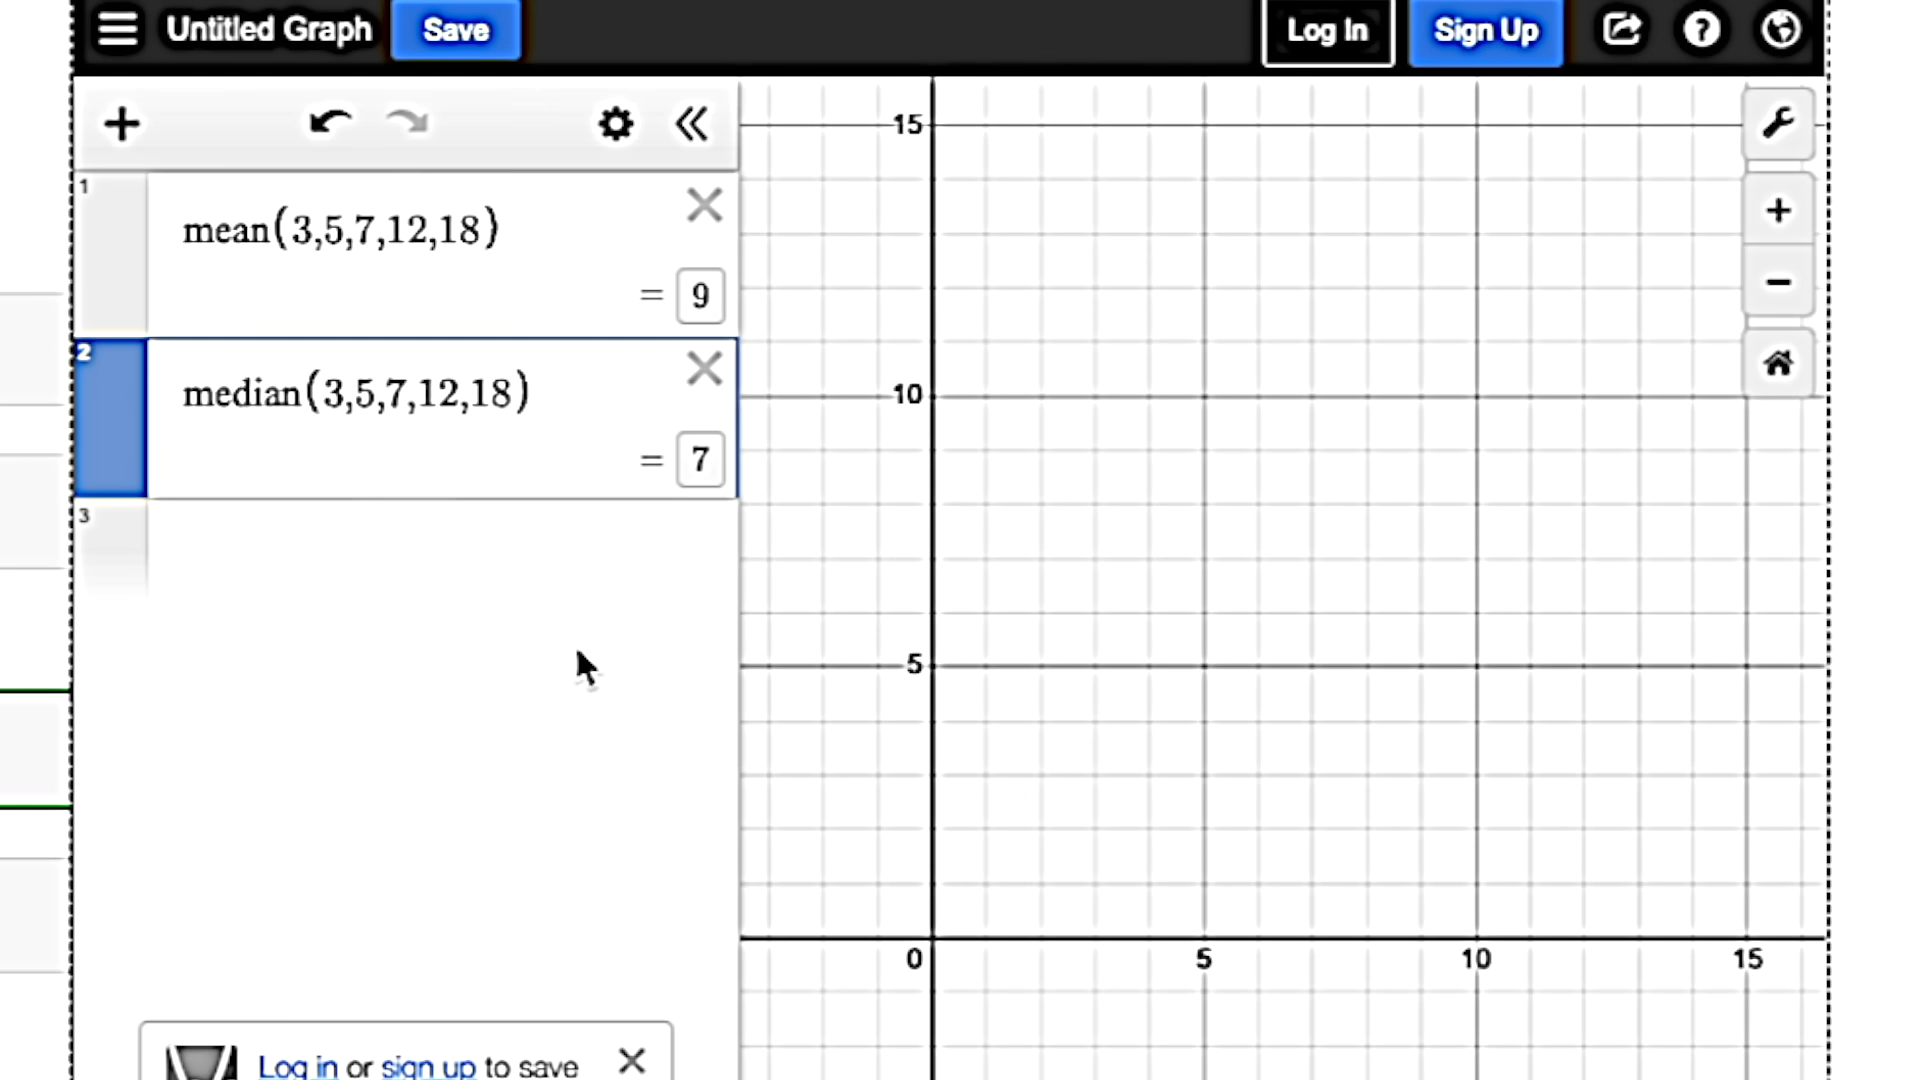 Untitled Graph Save Log In Sign Up
1
mean(3,5,7,12,18)
= 9
2
median(3,5,7,12,18)
= 7
3
15
10
5
0 5 10 15
Log in or sign up to save